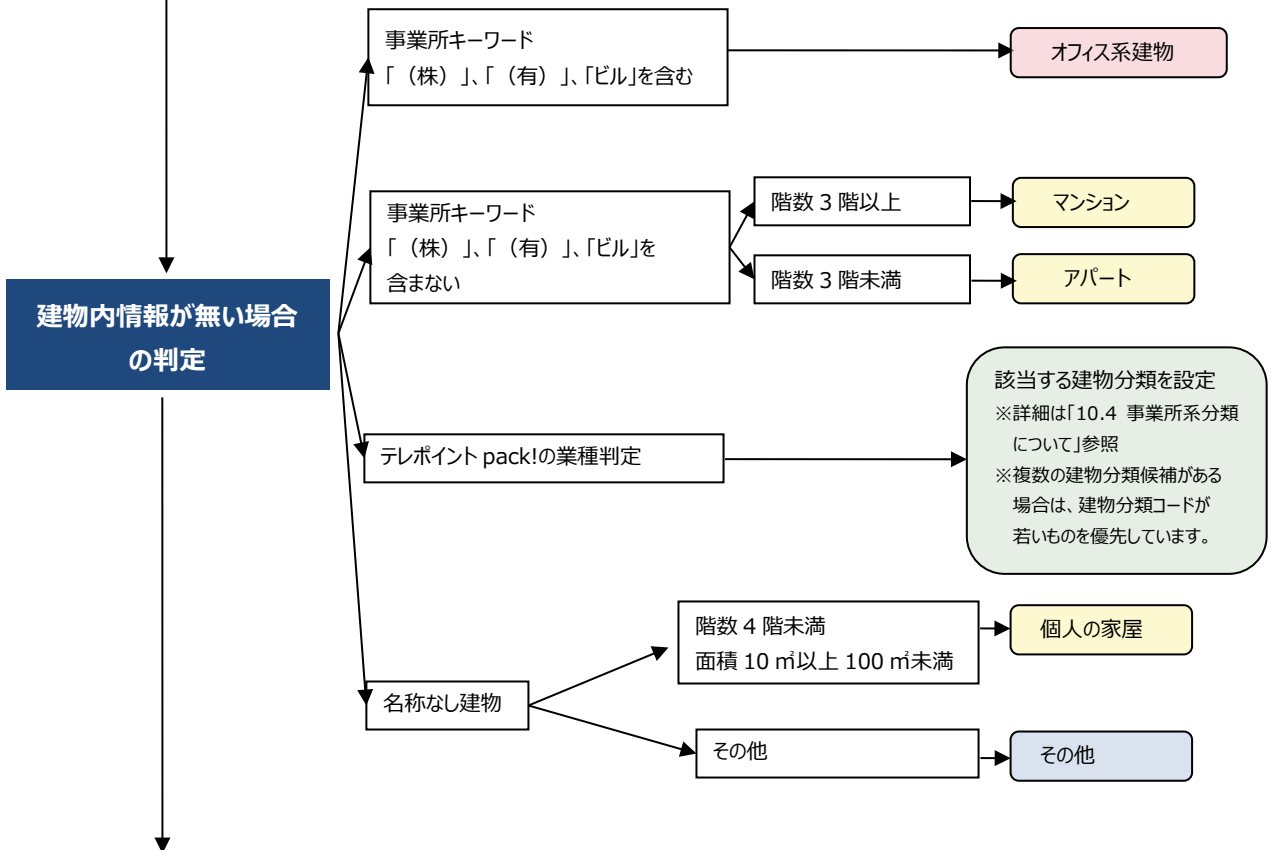 事業所キーワード
「（株）」、「（有）」、「ビル」を含む
オフィス系建物
事業所キーワード
「（株）」、「（有）」、「ビル」を
含まない
階数 3 階以上
マンション
階数 3 階未満
アパート
建物内情報が無い場合
の判定
テレポイント pack!の業種判定
該当する建物分類を設定
※詳細は「10.4 事業所系分類
について」参照
※複数の建物分類候補がある
場合は、建物分類コードが
若いものを優先しています。
名称なし建物
階数 4 階未満
面積 10 ㎡以上 100 ㎡未満
個人の家屋
その他
その他